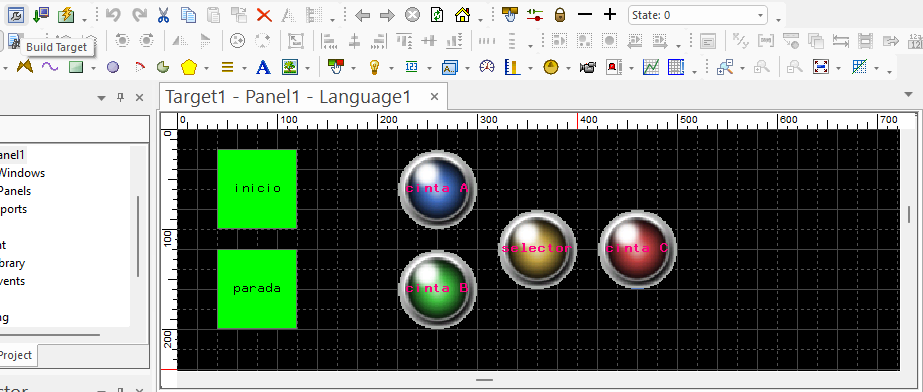 State: 0
Build Target
Target1 - Panel1 - Language1
0 100 200 300 400 500 600 700
0
100
200
anel1
Windows
Panels
ports
nt
brary
vents
ng
Project
ctor
inicio
cinta A
selector
cinta C
parada
cinta B